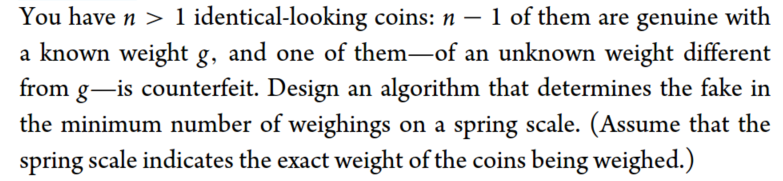 You have n > 1 identical-looking coins: n − 1 of them are genuine with
a known weight g, and one of them—of an unknown weight different
from g—is counterfeit. Design an algorithm that determines the fake in
the minimum number of weighings on a spring scale. (Assume that the
spring scale indicates the exact weight of the coins being weighed.)